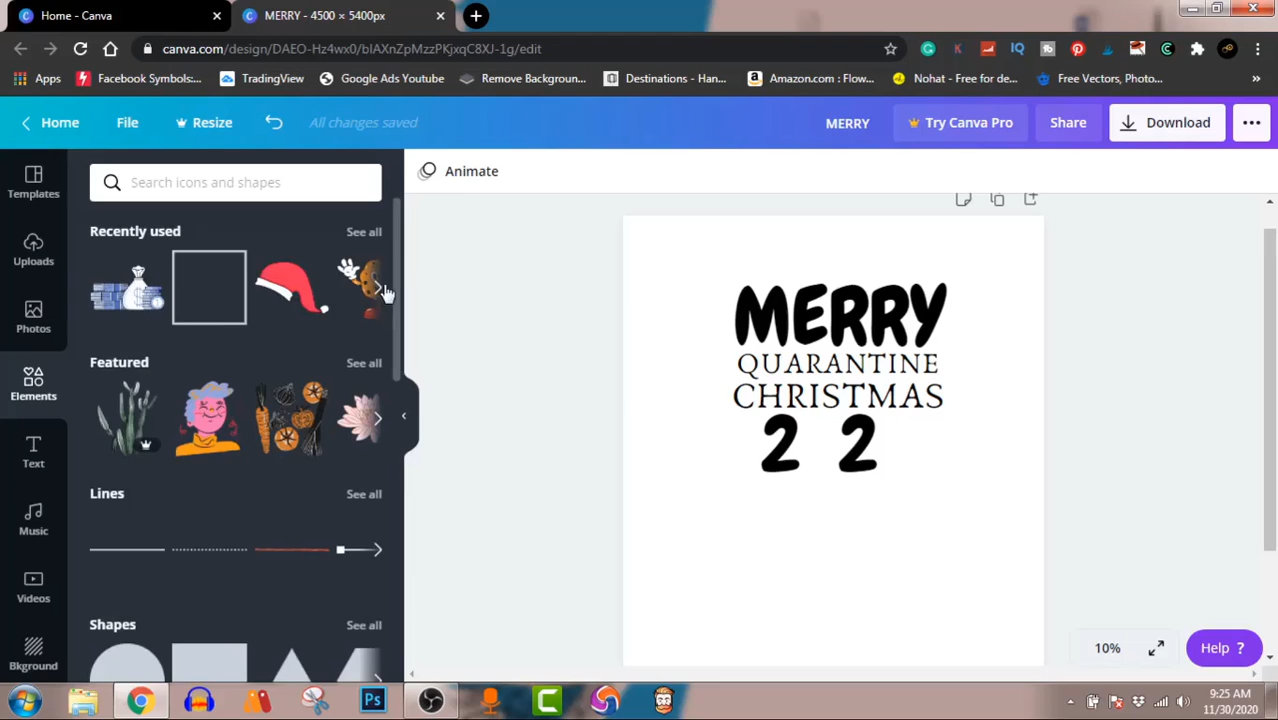 Home - Canva
MERRY - 4500 × 5400px
canva.com/design/DAEO-Hz4wx0/bIAXnZpMzzPKjxqC8XJ-1g/edit
Apps
Facebook Symbols...
TradingView
Google Ads Youtube
Remove Backgroun...
Destinations - Han...
Amazon.com : Flow...
Nohat - Free for de...
Free Vectors, Photo...
Home
File
Resize
All changes saved
MERRY
Try Canva Pro
Share
Download
Templates
Uploads
Photos
Elements
Text
Music
Videos
Bkground
Search icons and shapes
Recently used
See all
Featured
See all
Lines
See all
Shapes
See all
Animate
MERRY
QUARANTINE
CHRISTMAS
2 2
10%
Help ?
9:25 AM
11/30/2020